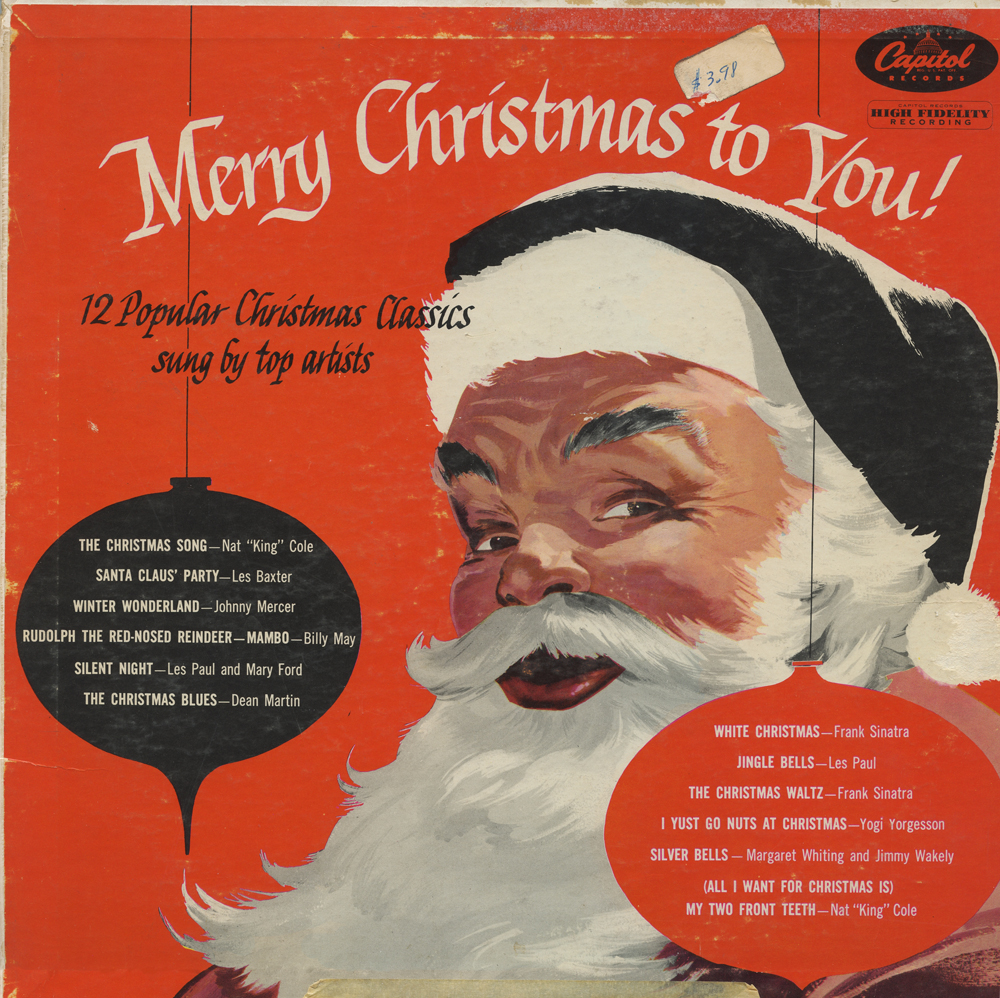 $3.98
Capitol
RECORDS
CAPITOL RECORDS
HIGH FIDELITY
RECORDING
Merry Christmas to You!
12 Popular Christmas Classics
sung by top artists
THE CHRISTMAS SONG—Nat "King" Cole
SANTA CLAUS' PARTY—Les Baxter
WINTER WONDERLAND—Johnny Mercer
RUDOLPH THE RED-NOSED REINDEER—MAMBO—Billy May
SILENT NIGHT—Les Paul and Mary Ford
THE CHRISTMAS BLUES—Dean Martin
WHITE CHRISTMAS—Frank Sinatra
JINGLE BELLS—Les Paul
THE CHRISTMAS WALTZ—Frank Sinatra
I YUST GO NUTS AT CHRISTMAS—Yogi Yorgesson
SILVER BELLS — Margaret Whiting and Jimmy Wakely
(ALL I WANT FOR CHRISTMAS IS)
MY TWO FRONT TEETH—Nat "King" Cole